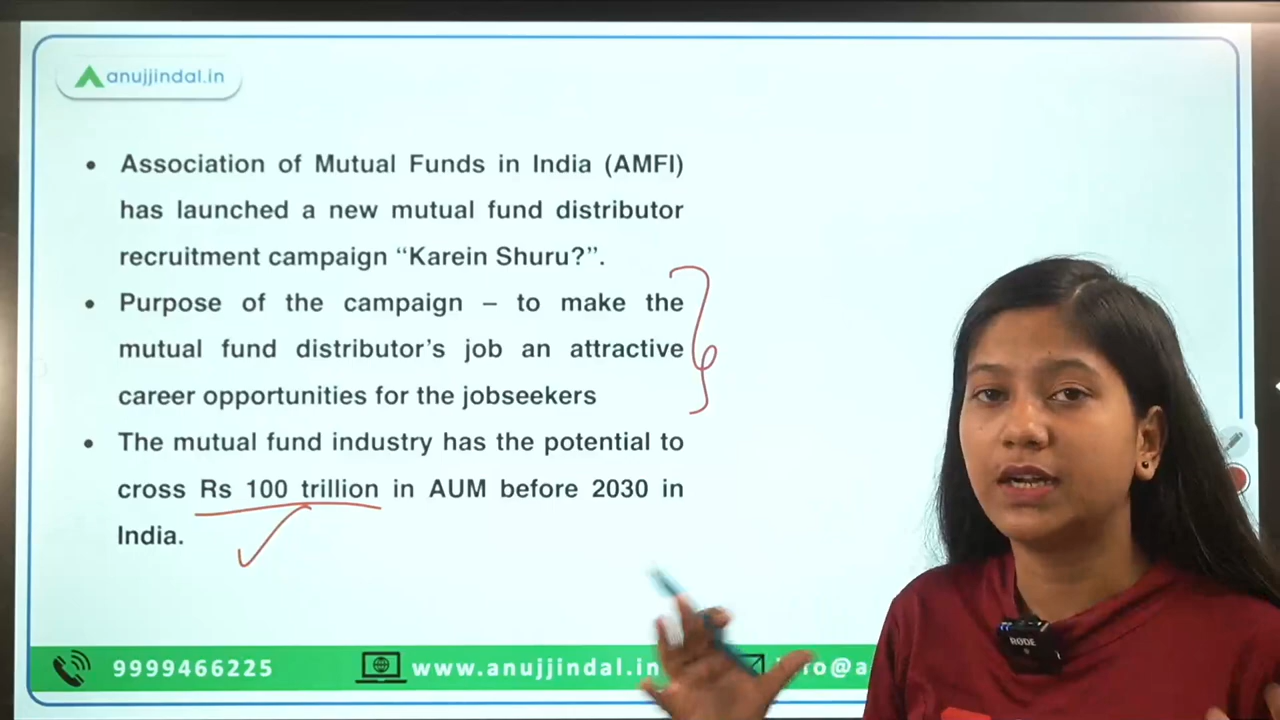 anujjindal.in
• Association of Mutual Funds in India (AMFI)
has launched a new mutual fund distributor
recruitment campaign “Karein Shuru?”.
• Purpose of the campaign – to make the
mutual fund distributor’s job an attractive
career opportunities for the jobseekers
• The mutual fund industry has the potential to
cross Rs 100 trillion in AUM before 2030 in
India.
9999466225
www.anujjindal.in
RODE